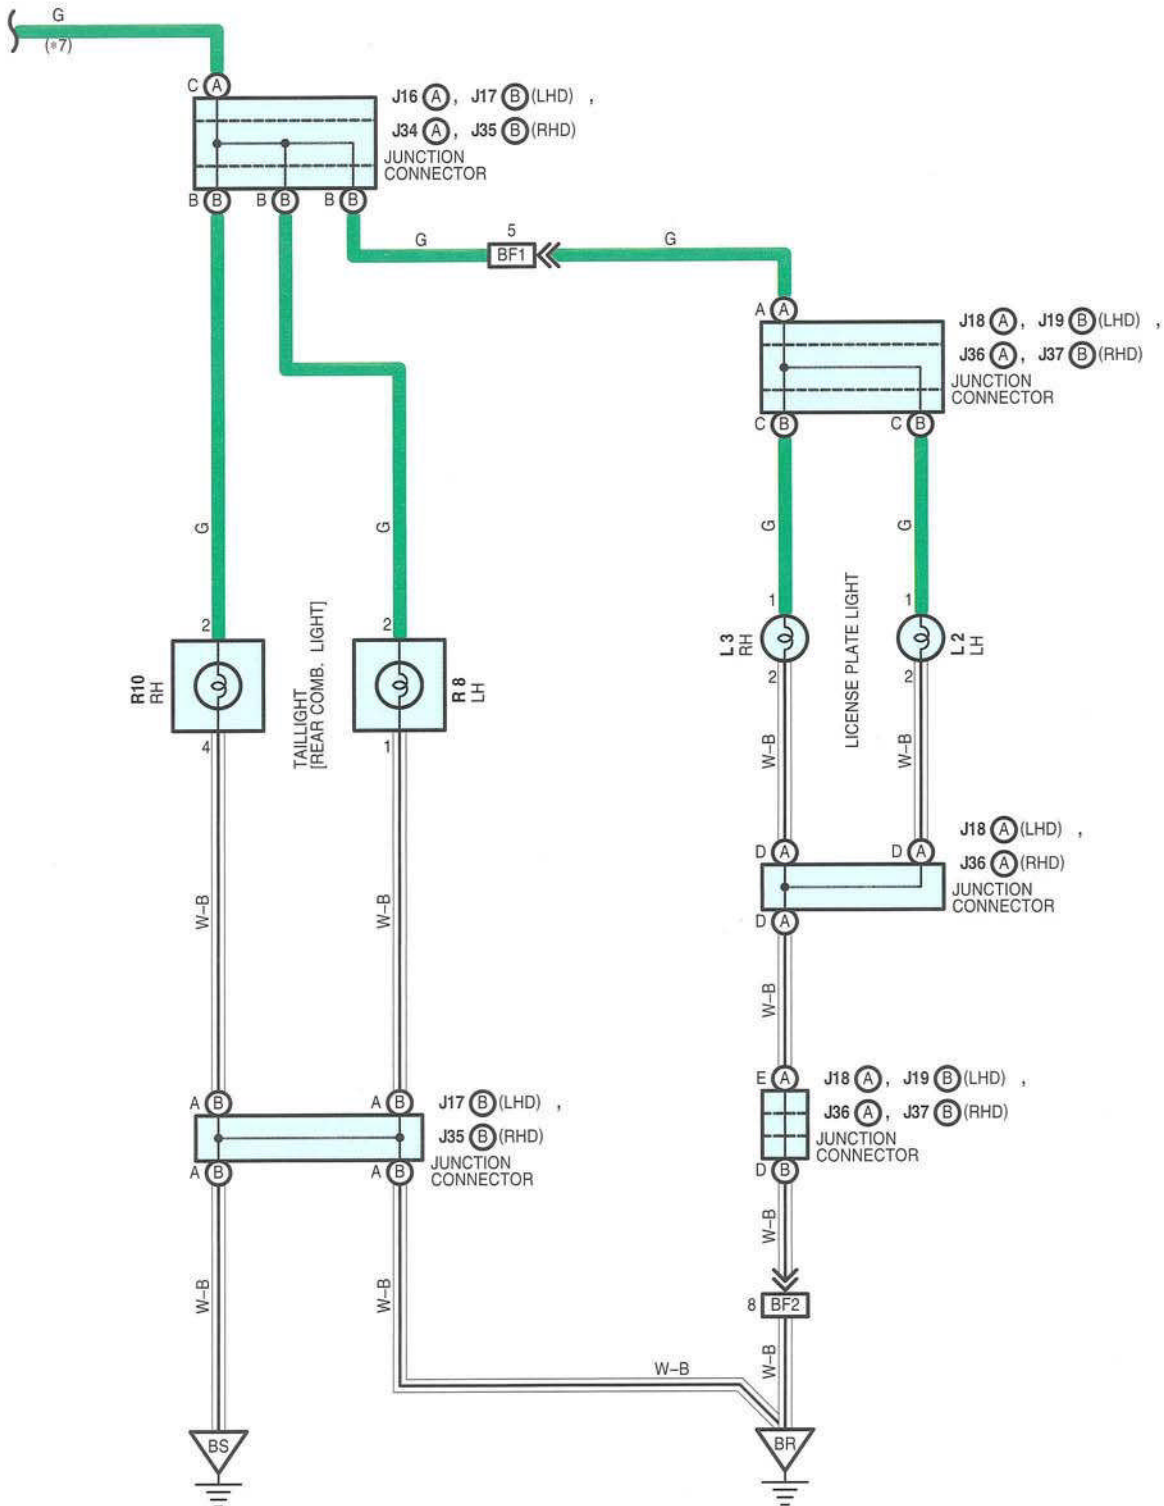 G
(*7)
C A
J16 A, J17 B (LHD) ,
J34 A, J35 B (RHD)
JUNCTION
CONNECTOR
B B B B B B
G
5
BF1
G
A A
J18 A, J19 B (LHD) ,
J36 A, J37 B (RHD)
JUNCTION
CONNECTOR
C B C B
G
G
G
G
1
1
2
2
R10
RH
TAILLIGHT
[REAR COMB. LIGHT]
R 8
LH
L 3
RH
LICENSE PLATE LIGHT
L 2
LH
2
2
4
1
W-B
W-B
J18 A (LHD) ,
J36 A (RHD)
JUNCTION
CONNECTOR
D A D A
D A
W-B
W-B
W-B
E A
J18 A, J19 B (LHD) ,
J36 A, J37 B (RHD)
JUNCTION
CONNECTOR
D B
A B A B
J17 B (LHD) ,
J35 B (RHD)
JUNCTION
CONNECTOR
A B A B
W-B
W-B
W-B
8 BF2
W-B
W-B
BS
BR